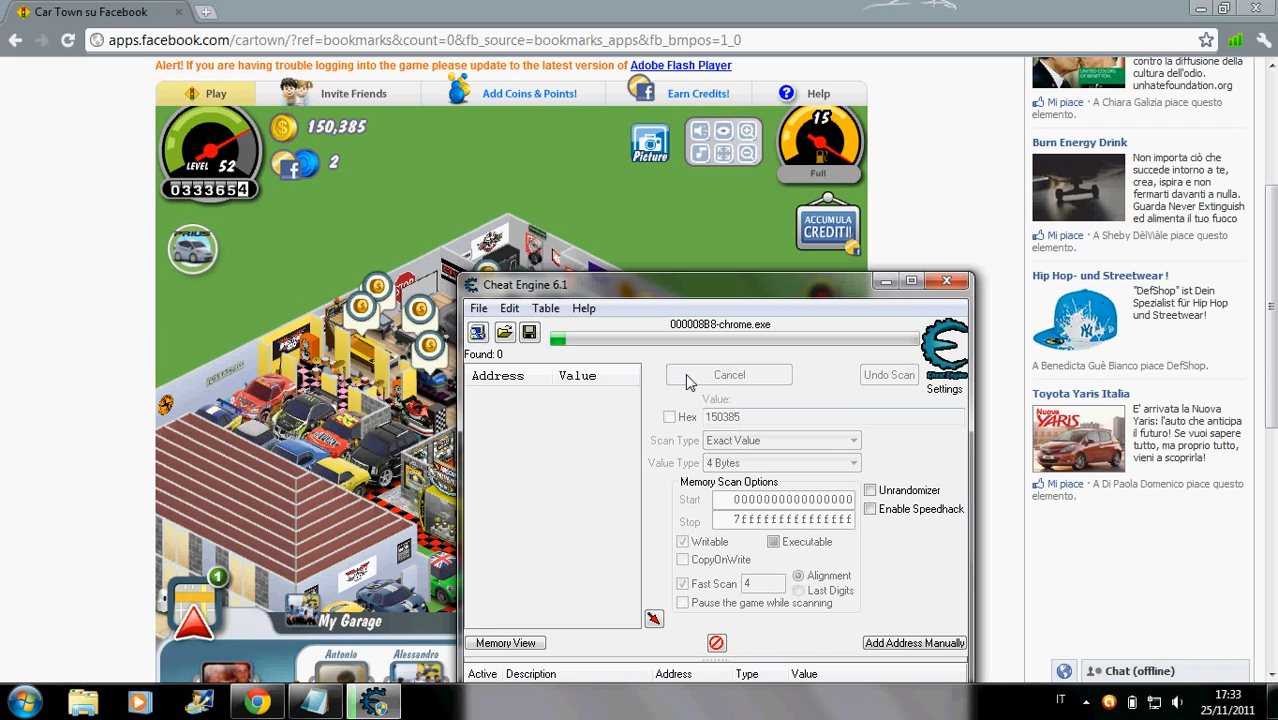 Car Town su Facebook
apps.facebook.com/cartown/?ref=bookmarks&count=0&fb_source=bookmarks_apps&fb_bmpos=1_0
Alert! If you are having trouble logging into the game please update to the latest version of Adobe Flash Player
Play
Invite Friends
Add Coins & Points!
Earn Credits!
Help
LEVEL 52
0333654
150,385
2
Picture
15
Full
ACCUMULA
CREDITI!
PRIUS
1
My Garage
Antonio
Alessandro
Cheat Engine 6.1
File
Edit
Table
Help
000008B8-chrome.exe
Found: 0
Address
Value
Cancel
Undo Scan
Cheat Engine
Settings
Value:
Hex
150385
Scan Type
Exact Value
Value Type
4 Bytes
Memory Scan Options
Start
0000000000000000
Stop
7fffffffffffffff
Writable
Executable
CopyOnWrite
Fast Scan
4
Alignment
Last Digits
Pause the game while scanning
Unrandomizer
Enable Speedhack
Memory View
Add Address Manually
Active
Description
Address
Type
Value
UNITED COLORS
OF BENETTON
contro la diffusione della
cultura dell'odio.
unhatefoundation.org
Mi piace · A Chiara Galizia piace questo
elemento.
Burn Energy Drink
Non importa ciò che
succede intorno a te,
crea, ispira e non
fermarti davanti a nulla.
Guarda Never Extinguish
ed alimenta il tuo fuoco
Mi piace · A Sheby DèlViàle piace questo
elemento.
Hip Hop- und Streetwear !
"DefShop" ist Dein
Spezialist für Hip Hop
und Streetwear!
A Benedicta Guè Bianco piace DefShop.
Toyota Yaris Italia
Nuova
YARIS
E' arrivata la Nuova
Yaris: l'auto che anticipa
il futuro! Se vuoi sapere
tutto, ma proprio tutto,
vieni a scoprirla!
Mi piace · A Di Paola Domenico piace questo
elemento.
Chat (offline)
IT
17:33
25/11/2011